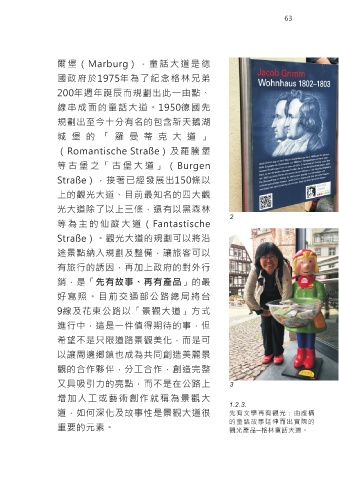 63
爾堡（Marburg），童話大道是德
國政府於1975年為了紀念格林兄弟
200年週年誕辰而規劃出此一由點、
線串成面的童話大道。1950德國先
規劃出至今十分有名的包含新天鵝湖
城堡的「羅曼蒂克大道」
（Romantische Straße）及羅騰堡
等古堡之「古堡大道」（Burgen
Straße），接著已經發展出150條以
上的觀光大道、目前最知名的四大觀
光大道除了以上三條，還有以黑森林
等為主的仙蹤大道（Fantastische
Straße）。觀光大道的規劃可以將沿
途景點納入規劃及整備，讓旅客可以
有旅行的誘因，再加上政府的對外行
銷，是「先有故事、再有產品」的最
好寫照。目前交通部公路總局將台
9線及花東公路以「景觀大道」方式
進行中，這是一件值得期待的事，但
希望不是只限道路景觀美化，而是可
以讓周邊鄉鎮也成為共同創造美麗景
觀的合作夥伴，分工合作，創造完整
又具吸引力的亮點，而不是在公路上
增加人工或藝術創作就稱為景觀大
道，如何深化及故事性是景觀大道很
重要的元素。
Jacob Grimm
Wohnhaus 1802-1803
2
3
1.2.3.
先有文學再有觀光：由虛構
的童話故事延伸而出實際的
觀光產品─格林童話大道。